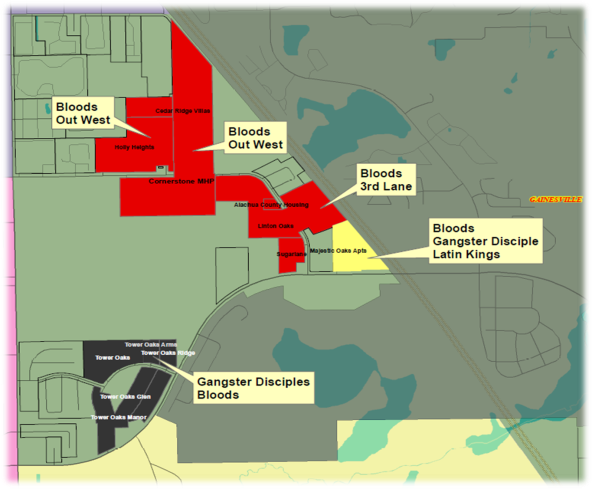 Bloods
Out West
Cedar Ridge Villas
Bloods
Out West
Holly Heights
Bloods
3rd Lane
Cornerstone MHP
GAINESVILLE
Alachua County Housing
Linton Oaks
Bloods
Gangster Disciple
Latin Kings
Majestic Oaks Apts
Sugarlane
Tower Oaks Arms
Tower Oaks Ridge
Tower Oaks
Gangster Disciples
Bloods
Tower Oaks Glen
Tower Oaks Manor